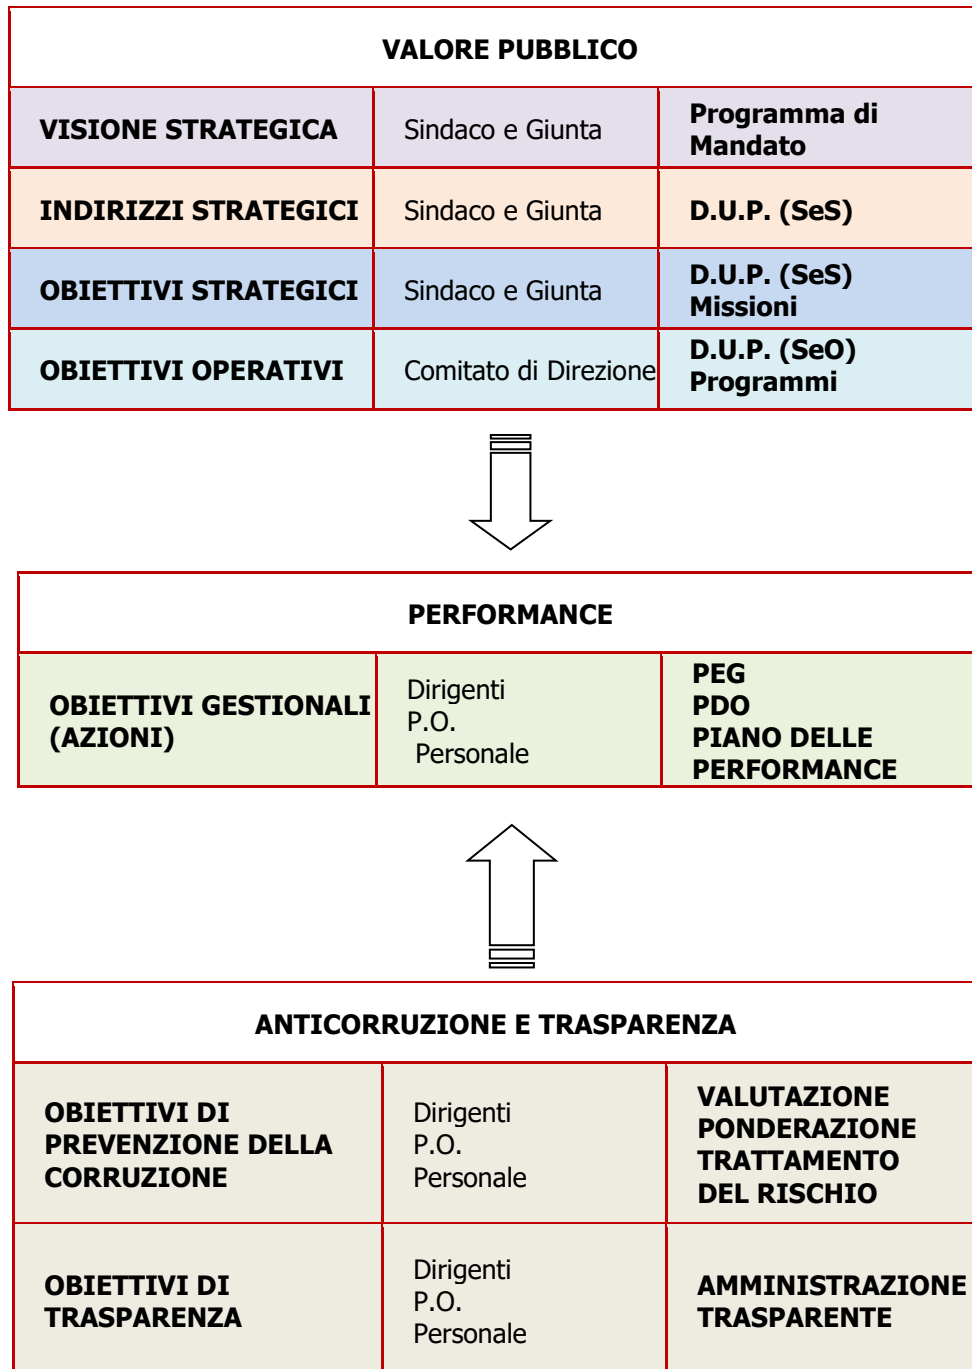 VALORE PUBBLICO
VISIONE STRATEGICA
Sindaco e Giunta
Programma di
Mandato
INDIRIZZI STRATEGICI
Sindaco e Giunta
D.U.P. (SeS)
OBIETTIVI STRATEGICI
Sindaco e Giunta
D.U.P. (SeS)
Missioni
OBIETTIVI OPERATIVI
Comitato di Direzione
D.U.P. (SeO)
Programmi
PERFORMANCE
OBIETTIVI GESTIONALI
(AZIONI)
Dirigenti
P.O.
Personale
PEG
PDO
PIANO DELLE
PERFORMANCE
ANTICORRUZIONE E TRASPARENZA
OBIETTIVI DI
PREVENZIONE DELLA
CORRUZIONE
Dirigenti
P.O.
Personale
VALUTAZIONE
PONDERAZIONE
TRATTAMENTO
DEL RISCHIO
OBIETTIVI DI
TRASPARENZA
Dirigenti
P.O.
Personale
AMMINISTRAZIONE
TRASPARENTE